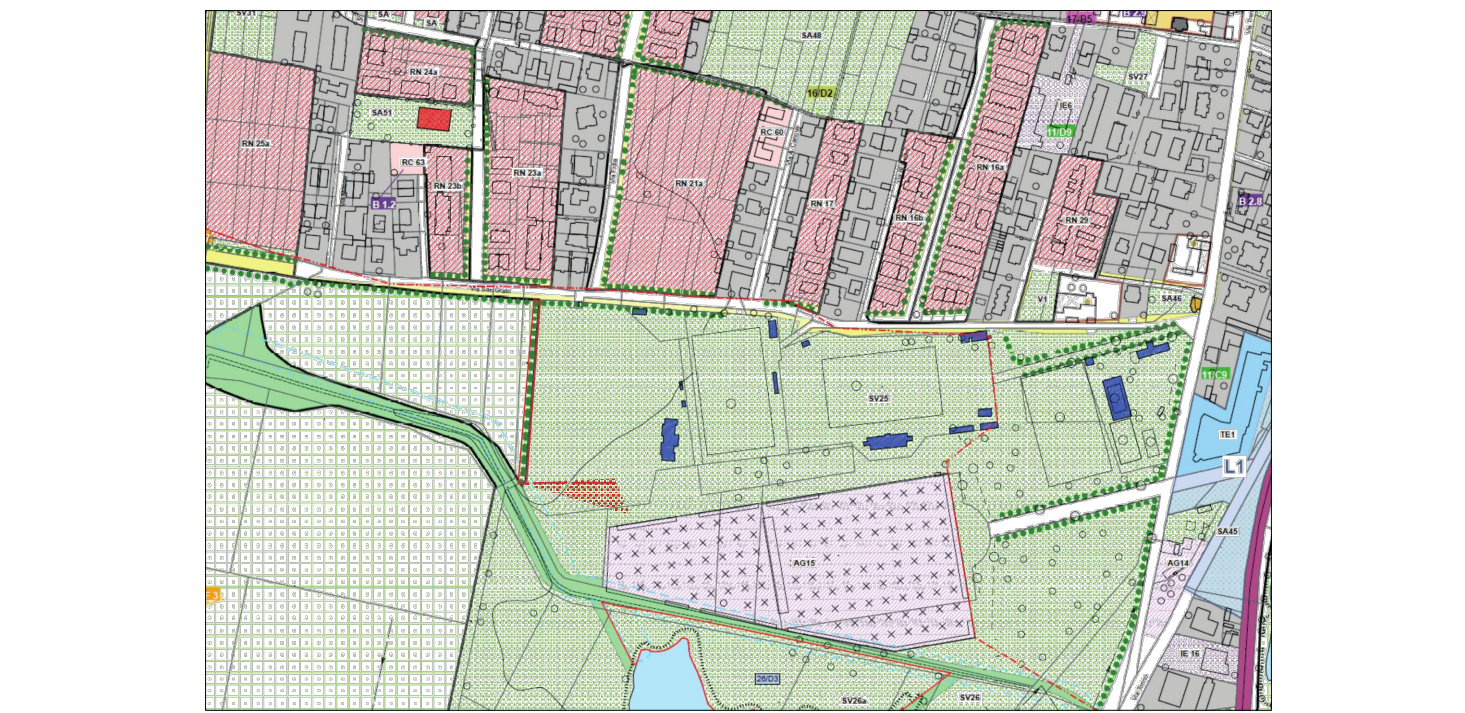 SV31
SA
SA
17-B5
SA48
RN 24a
SV27
16/D2
IE6
SA51
RC 60
11/D9
RN 25a
RC 63
RN 23a
RN 16a
RN 23b
RN 21a
B 1.2
RN 17
B 2.8
RN 16b
RN 29
V1
SA46
11/C9
SV25
TE1
L1
SA45
AG15
AG14
IE 16
26/D3
SV26a
SV26